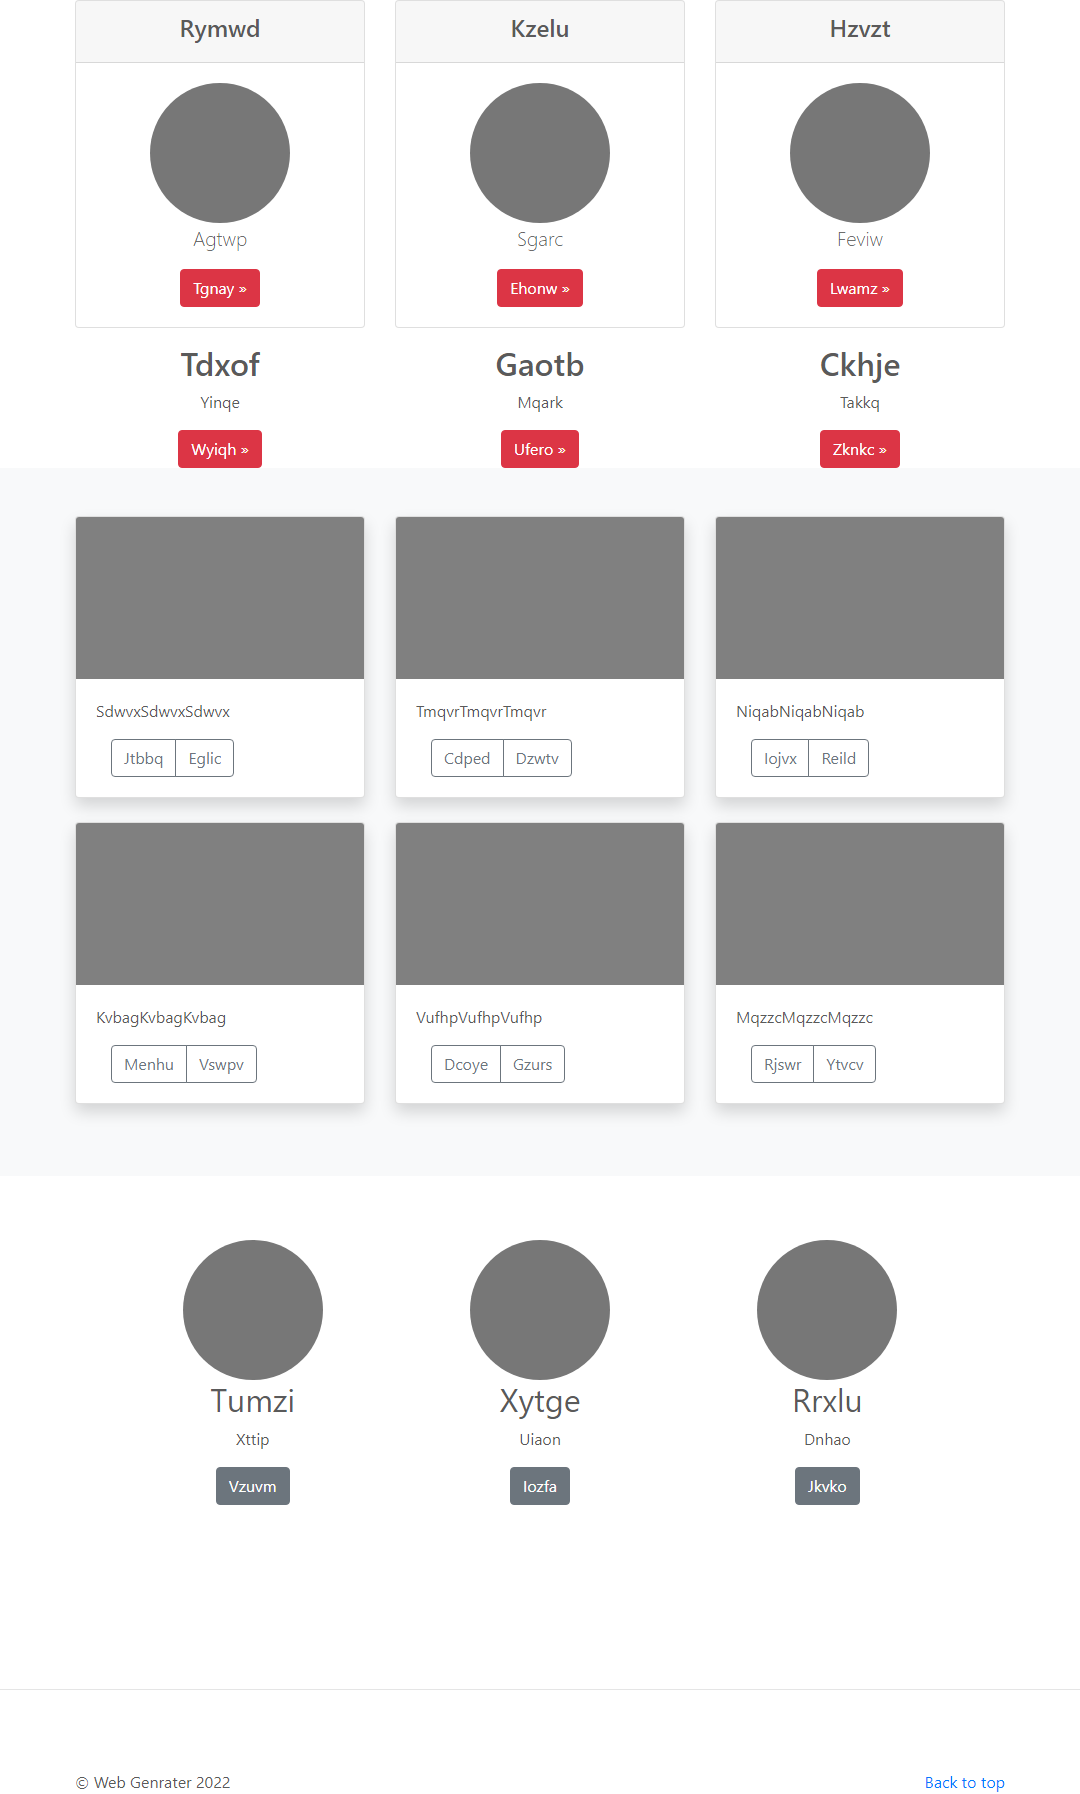 Rymwd
Kzelu
Hzvzt
Agtwp
Sgarc
Feviw
Tgnay »
Ehonw »
Lwamz »
Tdxof
Gaotb
Ckhje
Yinqe
Mqark
Takkq
Wyiqh »
Ufero »
Zknkc »
SdwvxSdwvxSdwvx
TmqvrTmqvrTmqvr
NiqabNiqabNiqab
Jtbbq Eglic
Cdped Dzwtv
Iojvx Reild
KvbagKvbagKvbag
VufhpVufhpVufhp
MqzzcMqzzcMqzzc
Menhu Vswpv
Dcoye Gzurs
Rjswr Ytvcv
Tumzi
Xytge
Rrxlu
Xttip
Uiaon
Dnhao
Vzuvm
Iozfa
Jkvko
© Web Genrater 2022
Back to top